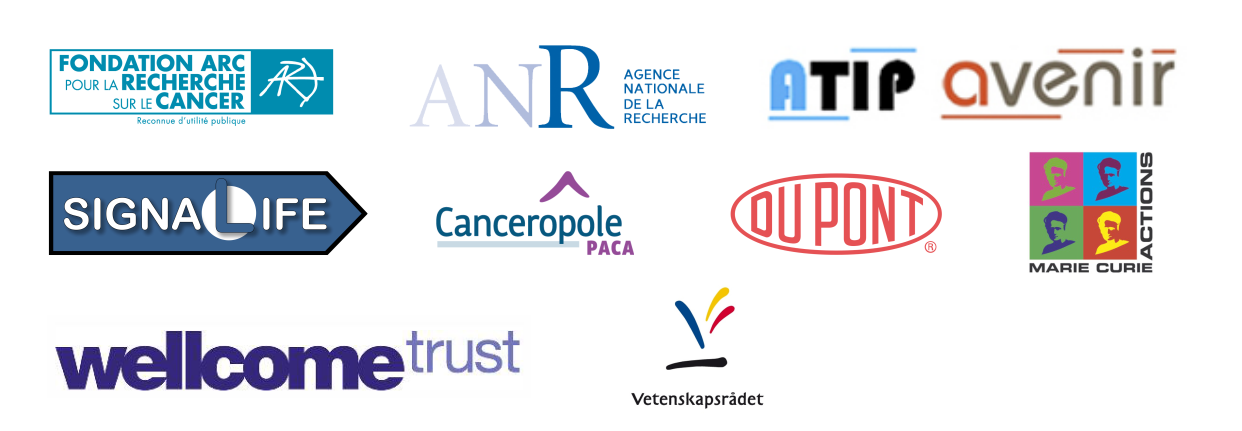 FONDATION ARC
POUR LA RECHERCHE
SUR LE CANCER
Reconnue d'utilité publique
ARC
ANR
AGENCE
NATIONALE
DE LA
RECHERCHE
ATIP avenir
SIGNALIFE
Canceropole
PACA
DU PONT
®
ACTIONS
MARIE CURIE
wellcome trust
Vetenskapsrådet